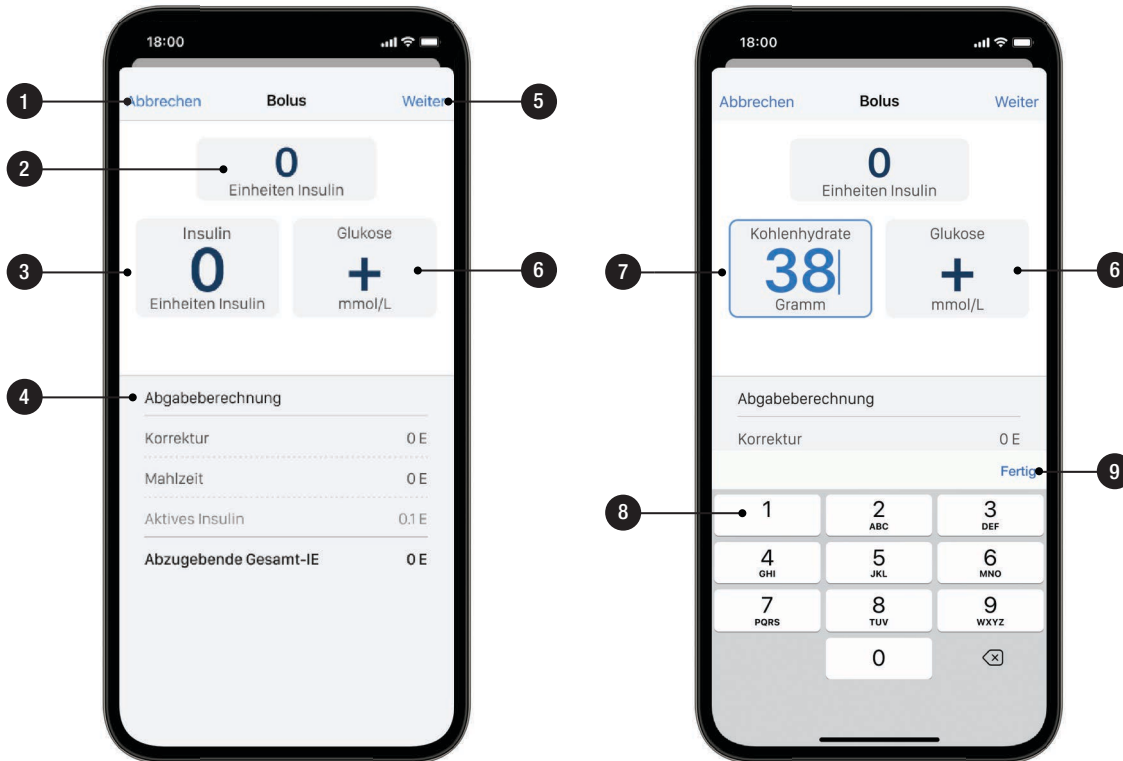 18:00
Abbrechen Bolus Weiter
1
5
0
2
Einheiten Insulin
Insulin Glukose
0 +
3
6
Einheiten Insulin mmol/L
4
Abgabeberechnung
Korrektur 0 E
Mahlzeit 0 E
Aktives Insulin 0.1 E
Abzugebende Gesamt-IE 0 E
18:00
Abbrechen Bolus Weiter
0
Einheiten Insulin
Kohlenhydrate Glukose
38 +
7
6
Gramm mmol/L
Abgabeberechnung
Korrektur 0 E
Fertig
9
8
1 2 3
ABC DEF
4 5 6
GHI JKL MNO
7 8 9
PQRS TUV WXYZ
0